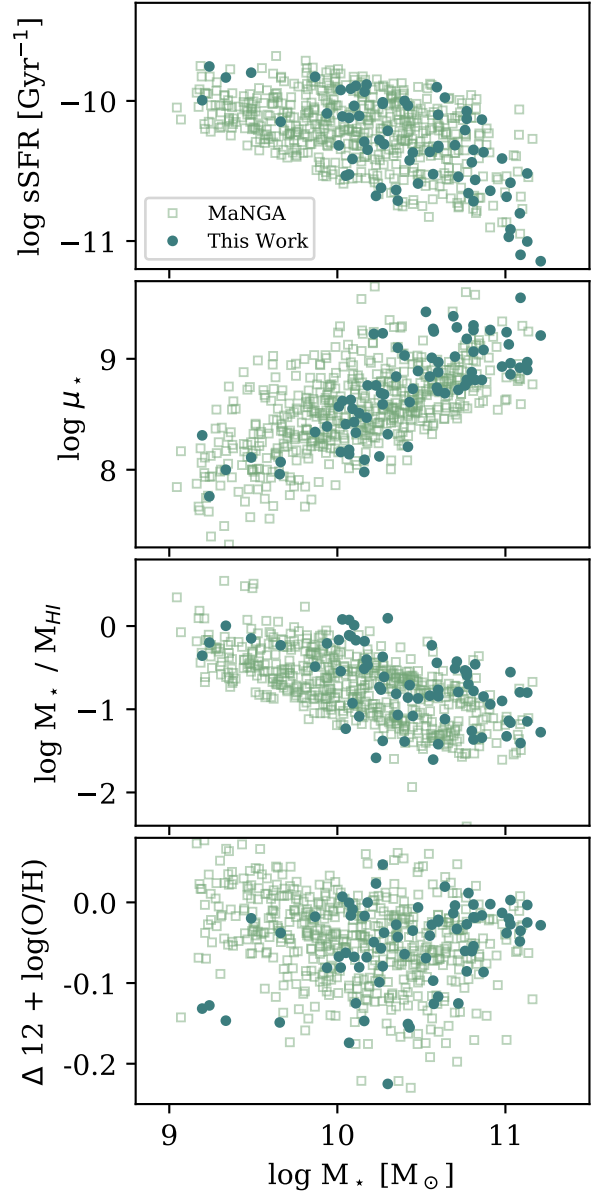 log sSFR [Gyr⁻¹]
−10
−11
MaNGA
This Work
log μ⋆
9
8
log M⋆ / M_HI
0
−1
−2
Δ 12 + log(O/H)
0.0
-0.1
-0.2
9
10
11
log M⋆ [M⊙]